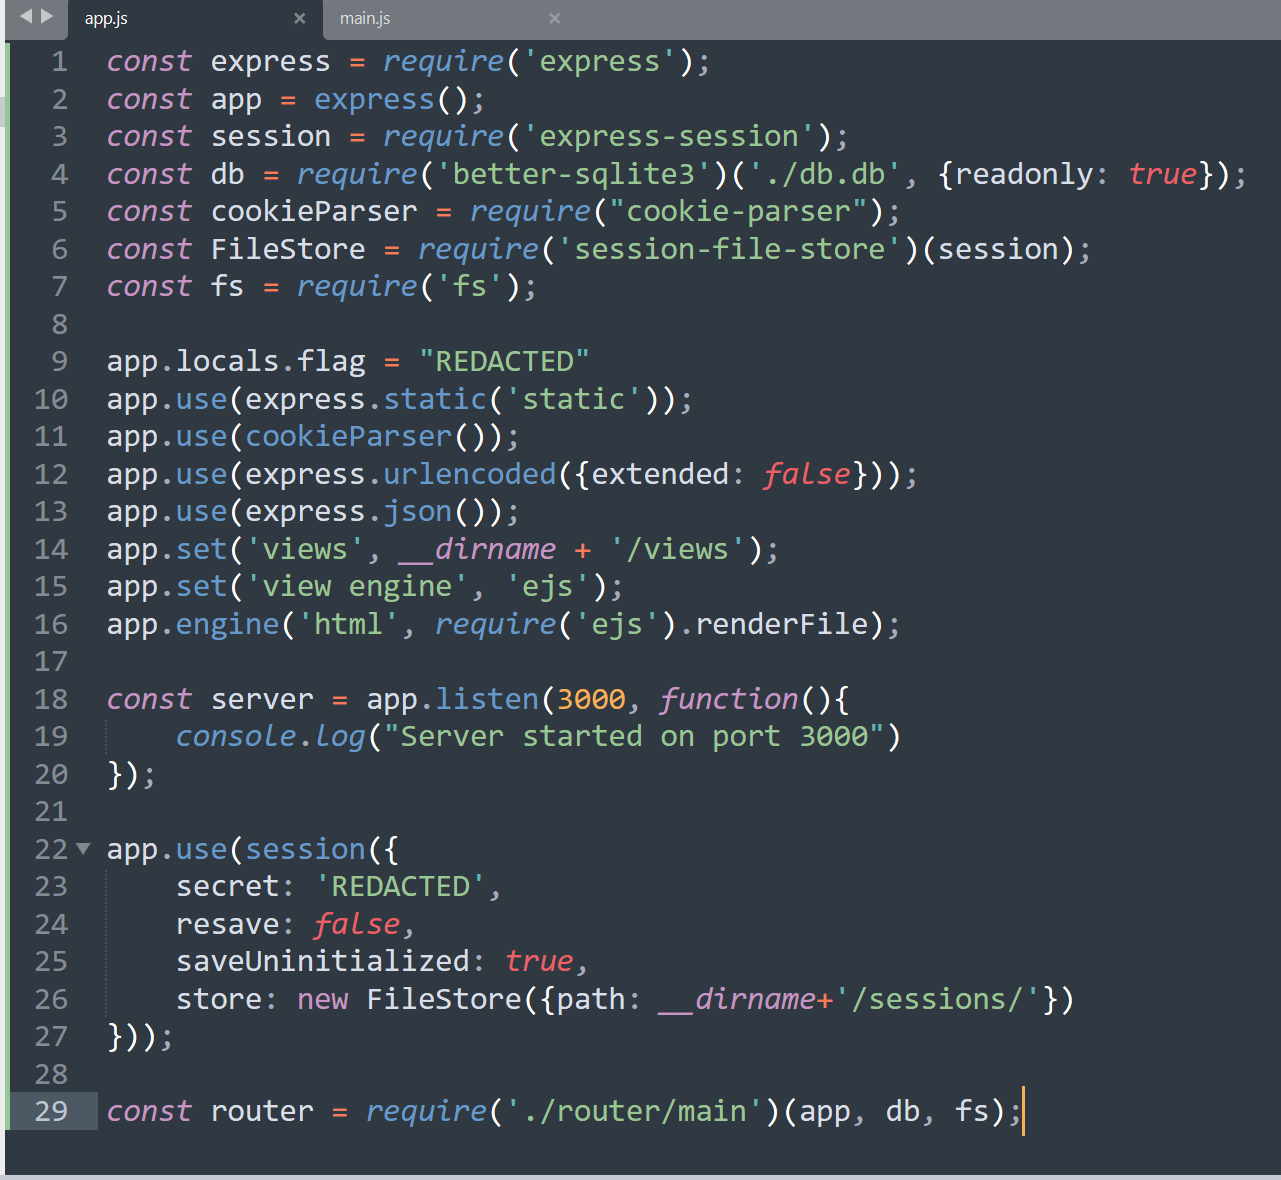 app.js × main.js ×
1 const express = require('express');
2 const app = express();
3 const session = require('express-session');
4 const db = require('better-sqlite3')('./db.db', {readonly: true});
5 const cookieParser = require("cookie-parser");
6 const FileStore = require('session-file-store')(session);
7 const fs = require('fs');
8
9 app.locals.flag = "REDACTED"
10 app.use(express.static('static'));
11 app.use(cookieParser());
12 app.use(express.urlencoded({extended: false}));
13 app.use(express.json());
14 app.set('views', __dirname + '/views');
15 app.set('view engine', 'ejs');
16 app.engine('html', require('ejs').renderFile);
17
18 const server = app.listen(3000, function(){
19     console.log("Server started on port 3000")
20 });
21
22 app.use(session({
23     secret: 'REDACTED',
24     resave: false,
25     saveUninitialized: true,
26     store: new FileStore({path: __dirname+'/sessions/'})
27 }));
28
29 const router = require('./router/main')(app, db, fs);